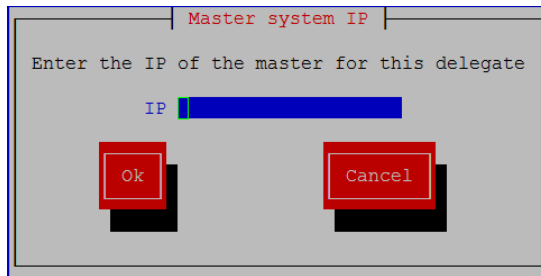 Master system IP
Enter the IP of the master for this delegate
IP
Ok Cancel